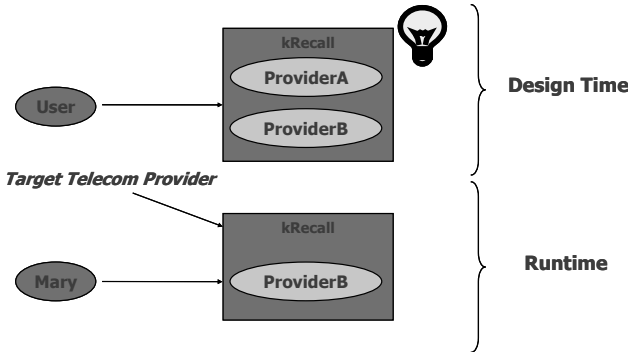 kRecall
ProviderA
User
ProviderB
Design Time
Target Telecom Provider
kRecall
Mary
ProviderB
Runtime